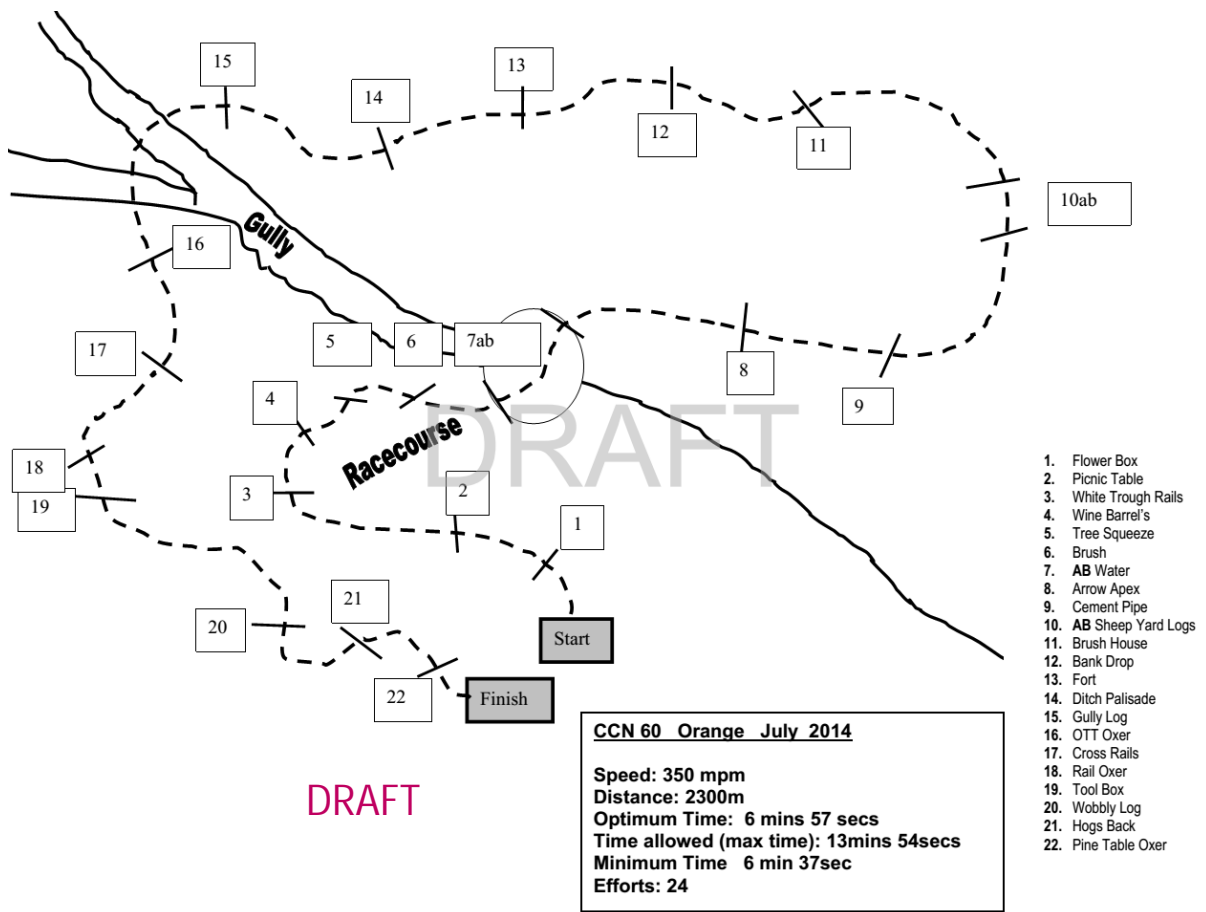 15
13
14
12
11
10ab
Gully
16
5
6
7ab
17
8
4
9
Racecourse
DRAFT
18
3
2
19
1
21
20
Start
22
Finish
1. Flower Box
2. Picnic Table
3. White Trough Rails
4. Wine Barrel's
5. Tree Squeeze
6. Brush
7. AB Water
8. Arrow Apex
9. Cement Pipe
10. AB Sheep Yard Logs
11. Brush House
12. Bank Drop
13. Fort
14. Ditch Palisade
15. Gully Log
16. OTT Oxer
17. Cross Rails
18. Rail Oxer
19. Tool Box
20. Wobbly Log
21. Hogs Back
22. Pine Table Oxer
DRAFT
CCN 60 Orange July 2014
Speed: 350 mpm
Distance: 2300m
Optimum Time: 6 mins 57 secs
Time allowed (max time): 13mins 54secs
Minimum Time 6 min 37sec
Efforts: 24